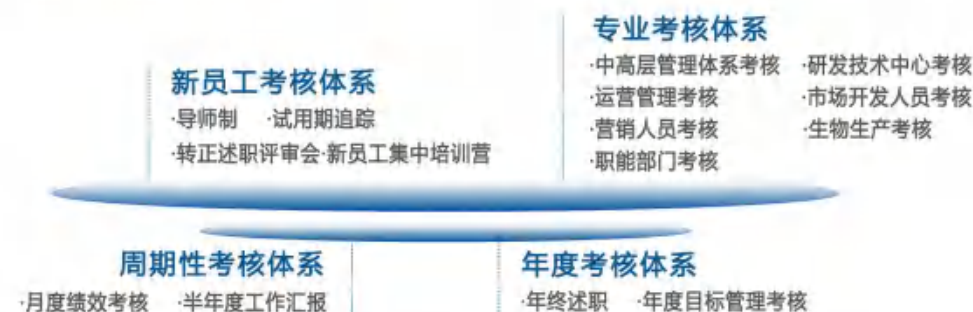 专业考核体系
·中高层管理体系考核 ·研发技术中心考核
·运营管理考核 ·市场开发人员考核
·营销人员考核 ·生物生产考核
·职能部门考核
新员工考核体系
·导师制 ·试用期追踪
·转正述职评审会·新员工集中培训营
周期性考核体系
·月度绩效考核 ·半年度工作汇报
年度考核体系
·年终述职 ·年度目标管理考核